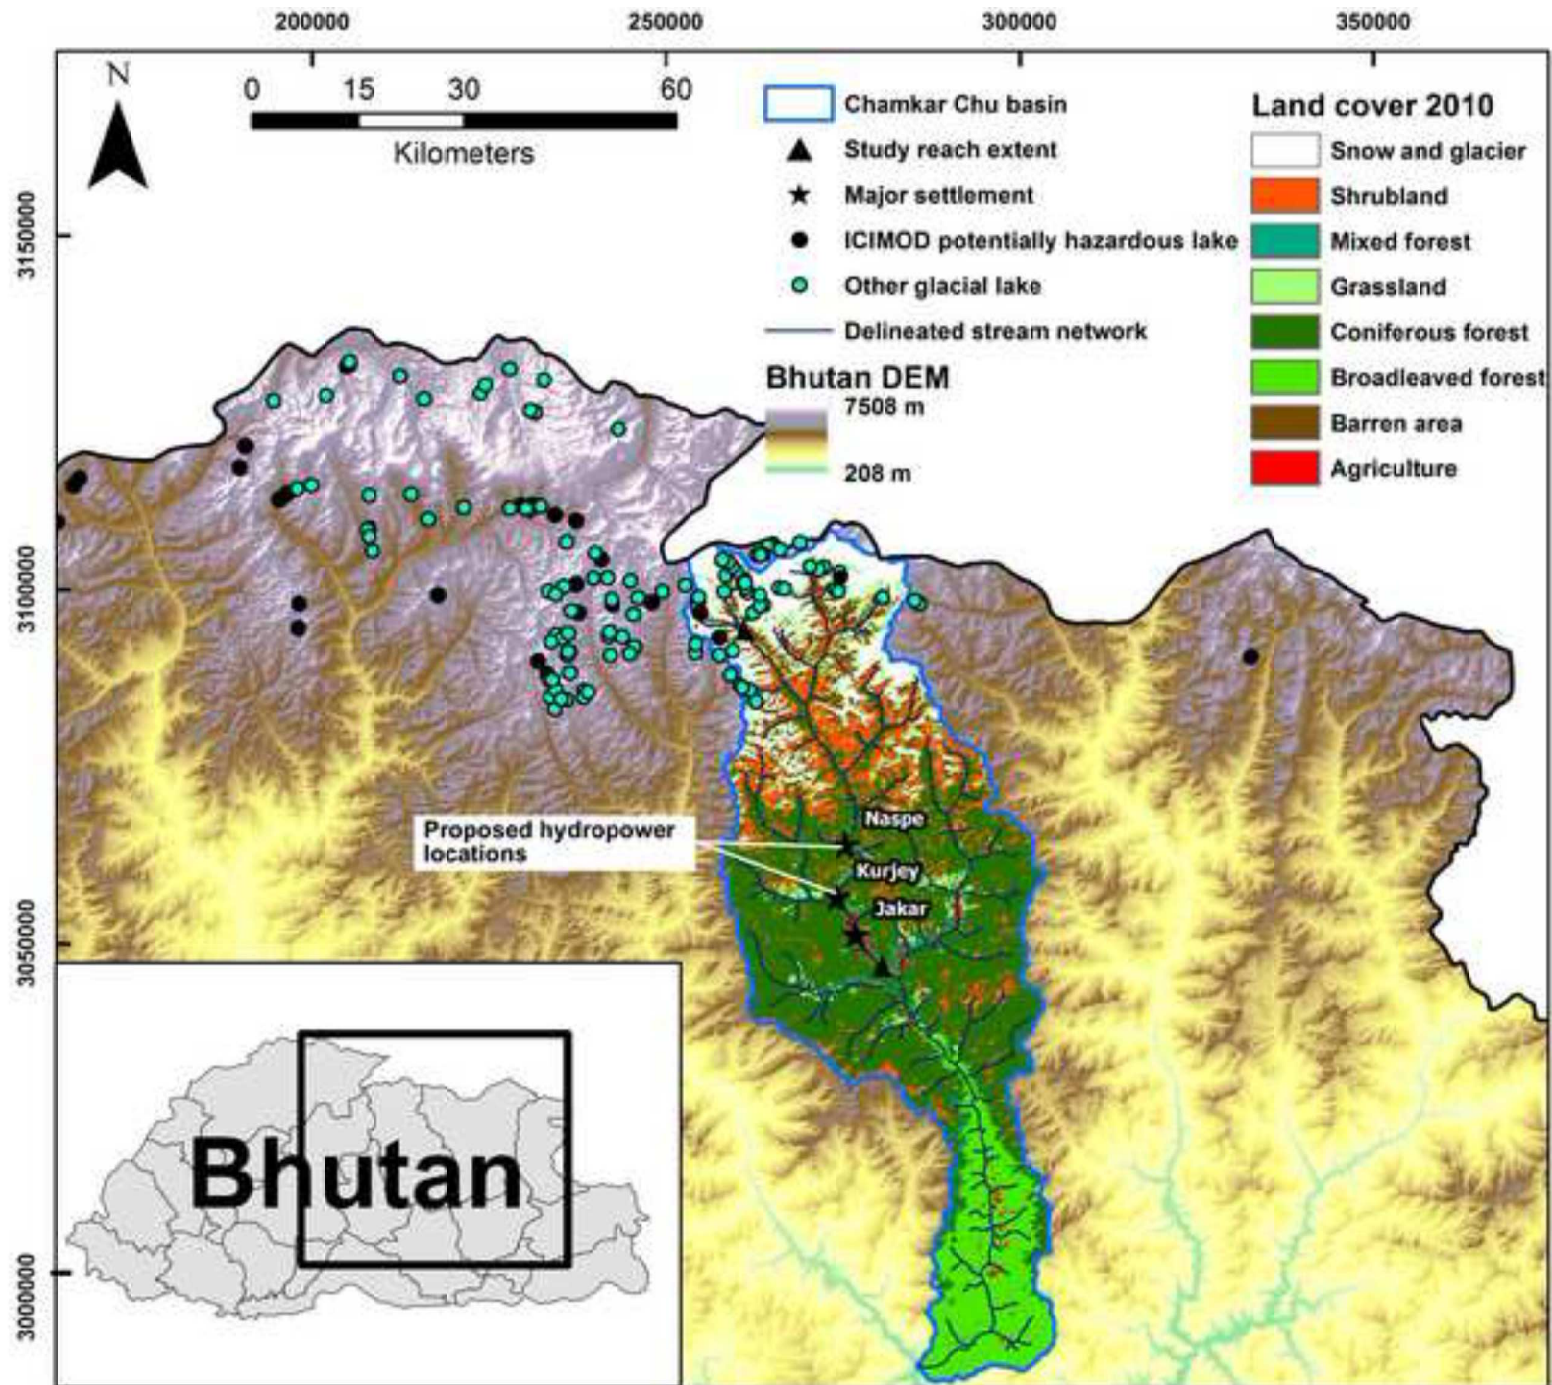 200000 250000 300000 350000
N
0 15 30 60
Kilometers
Chamkar Chu basin
Study reach extent
Major settlement
ICIMOD potentially hazardous lake
Other glacial lake
Delineated stream network
Bhutan DEM
7508 m
208 m
Land cover 2010
Snow and glacier
Shrubland
Mixed forest
Grassland
Coniferous forest
Broadleaved forest
Barren area
Agriculture
3150000
3100000
3050000
3000000
Proposed hydropower
locations
Naspe
Kurjey
Jakar
Bhutan